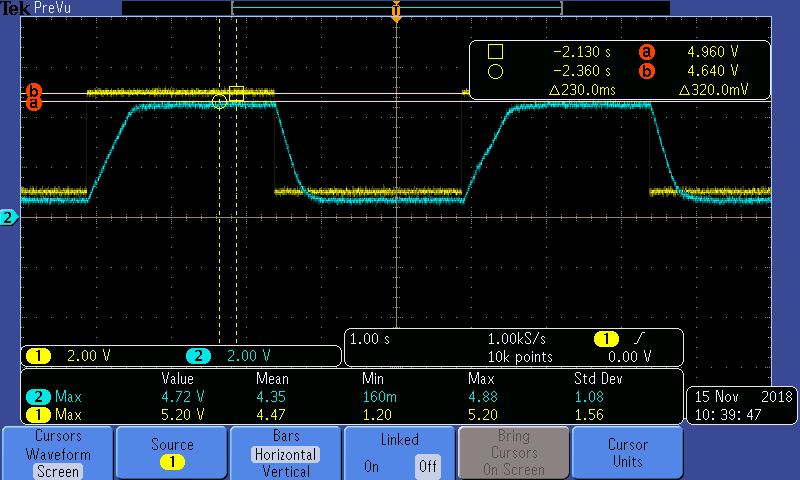 Tek PreVu
T
-2.130 s a 4.960 V
-2.360 s b 4.640 V
Δ230.0ms Δ320.0mV
b
a
2
1 2.00 V 2 2.00 V
1.00 s 1.00kS/s 1
10k points 0.00 V
Value Mean Min Max Std Dev
2 Max 4.72 V 4.35 160m 4.88 1.08
1 Max 5.20 V 4.47 1.20 5.20 1.56
15 Nov 2018
10:39:47
Cursors
Waveform
Screen
Source
1
Bars
Horizontal
Vertical
Linked
On Off
Bring
Cursors
On Screen
Cursor
Units